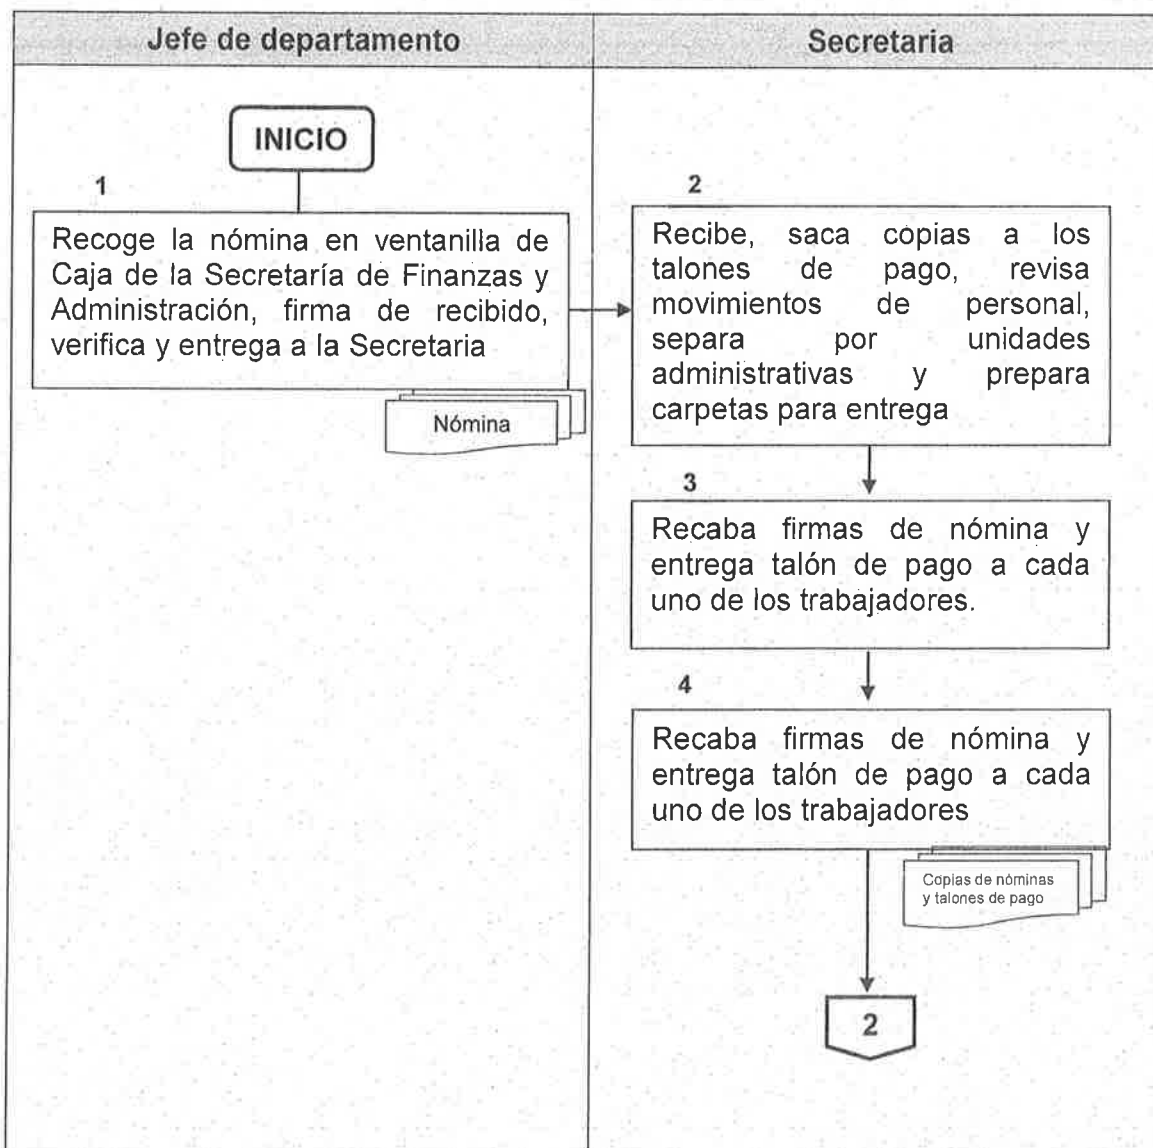 Jefe de departamento
Secretaria
INICIO
1
Recoge la nómina en ventanilla de
Caja de la Secretaría de Finanzas y
Administración, firma de recibido,
verifica y entrega a la Secretaria
Nómina
2
Recibe, saca copias a los
talones de pago, revisa
movimientos de personal,
separa por unidades
administrativas y prepara
carpetas para entrega
3
Recaba firmas de nómina y
entrega talón de pago a cada
uno de los trabajadores.
4
Recaba firmas de nómina y
entrega talón de pago a cada
uno de los trabajadores
Copias de nóminas
y talones de pago
2